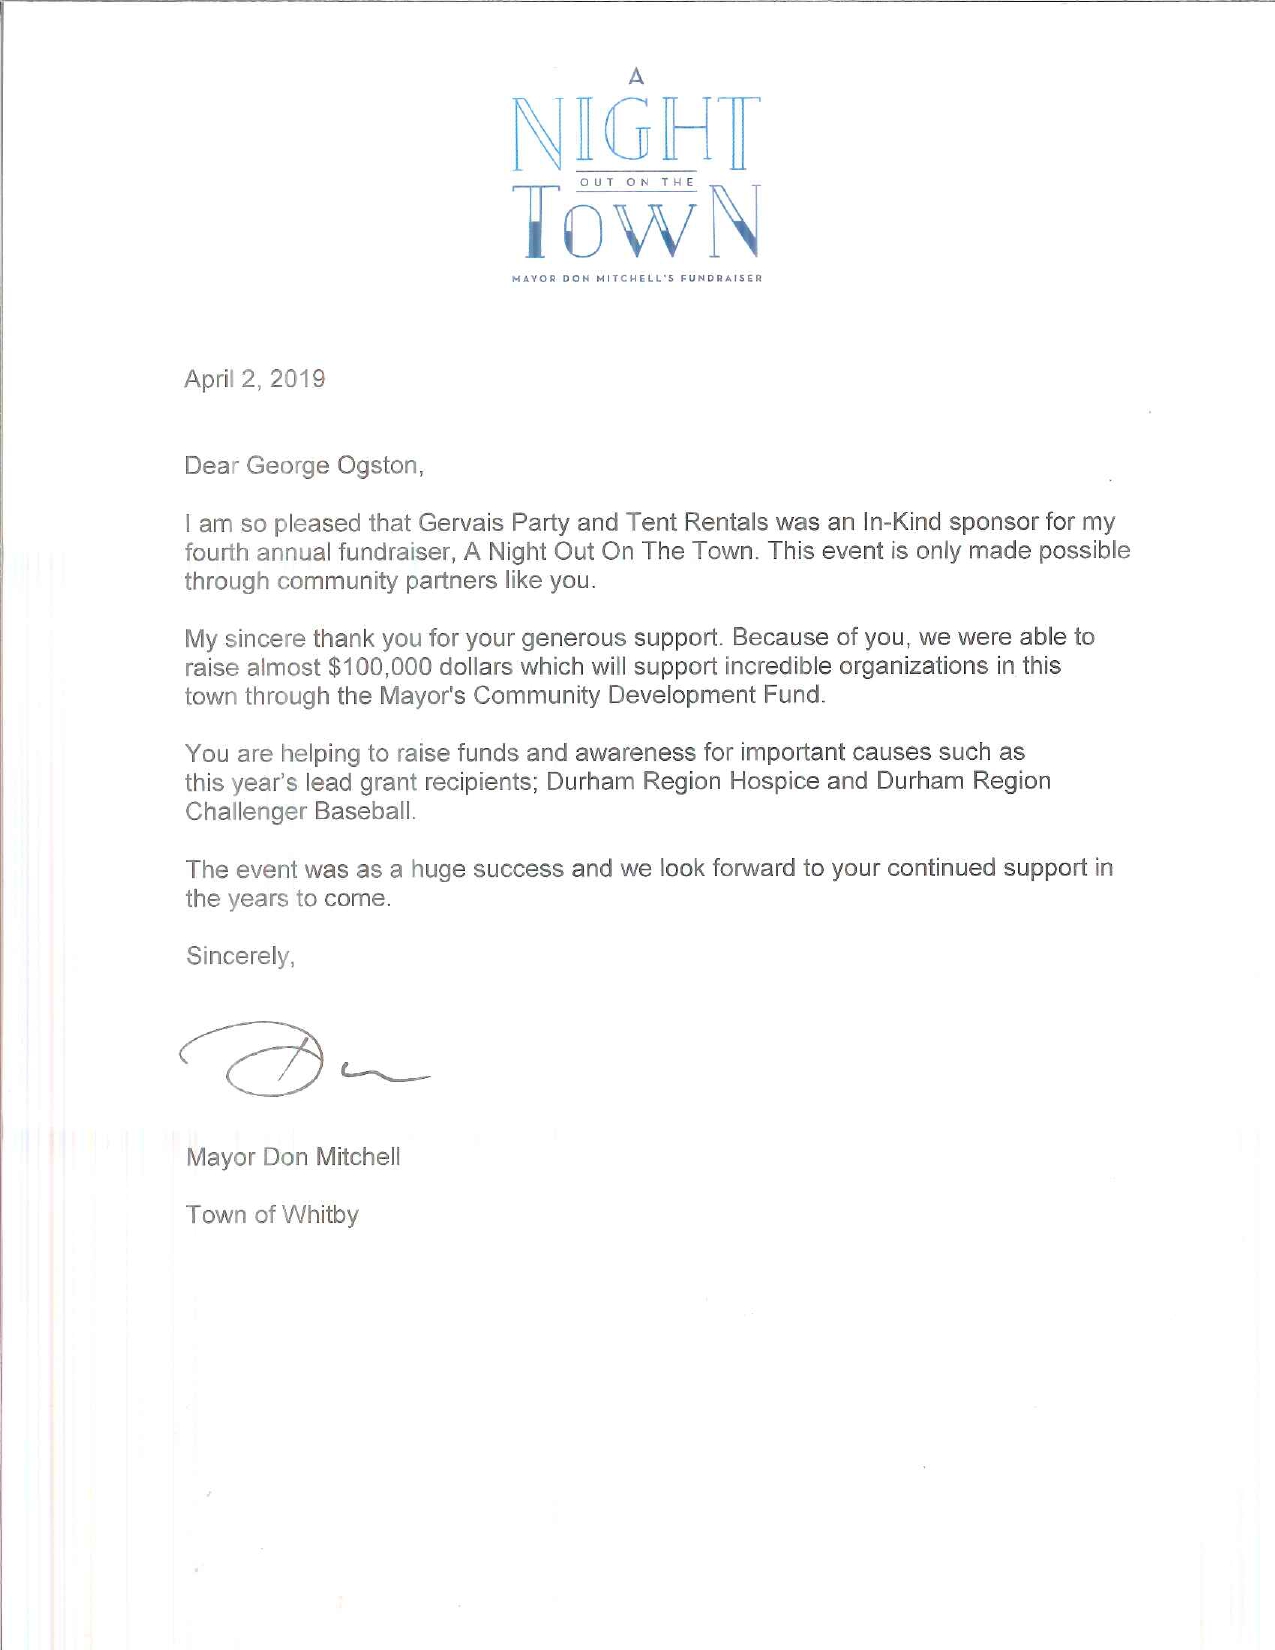 A
NIGHT
OUT ON THE
TOWN
MAYOR DON MITCHELL'S FUNDRAISER
April 2, 2019
Dear George Ogston,
I am so pleased that Gervais Party and Tent Rentals was an In-Kind sponsor for my
fourth annual fundraiser, A Night Out On The Town. This event is only made possible
through community partners like you.
My sincere thank you for your generous support. Because of you, we were able to
raise almost $100,000 dollars which will support incredible organizations in this
town through the Mayor's Community Development Fund.
You are helping to raise funds and awareness for important causes such as
this year's lead grant recipients; Durham Region Hospice and Durham Region
Challenger Baseball.
The event was as a huge success and we look forward to your continued support in
the years to come.
Sincerely,
Mayor Don Mitchell
Town of Whitby